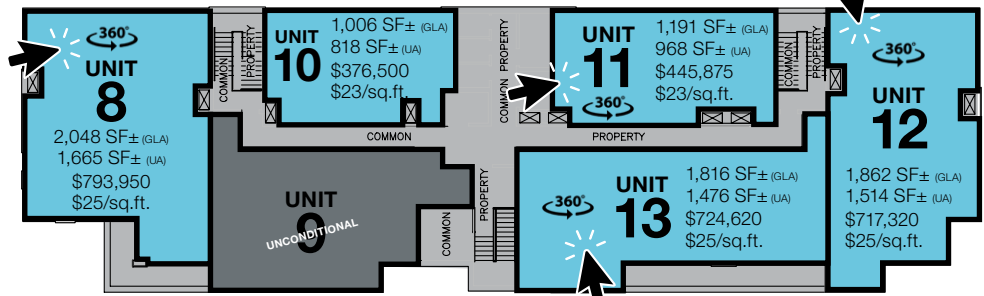 360°
UNIT
8
2,048 SF± (GLA)
1,665 SF± (UA)
$793,950
$25/sq.ft.
COMMON
PROPERTY
UNIT
10
1,006 SF± (GLA)
818 SF± (UA)
$376,500
$23/sq.ft.
COMMON PROPERTY
UNIT
11
360°
1,191 SF± (GLA)
968 SF± (UA)
$445,875
$23/sq.ft.
COMMON
PROPERTY
360°
UNIT
12
1,862 SF± (GLA)
1,514 SF± (UA)
$717,320
$25/sq.ft.
COMMON
PROPERTY
UNIT
9
UNCONDITIONAL
COMMON
PROPERTY
360°
UNIT
13
1,816 SF± (GLA)
1,476 SF± (UA)
$724,620
$25/sq.ft.